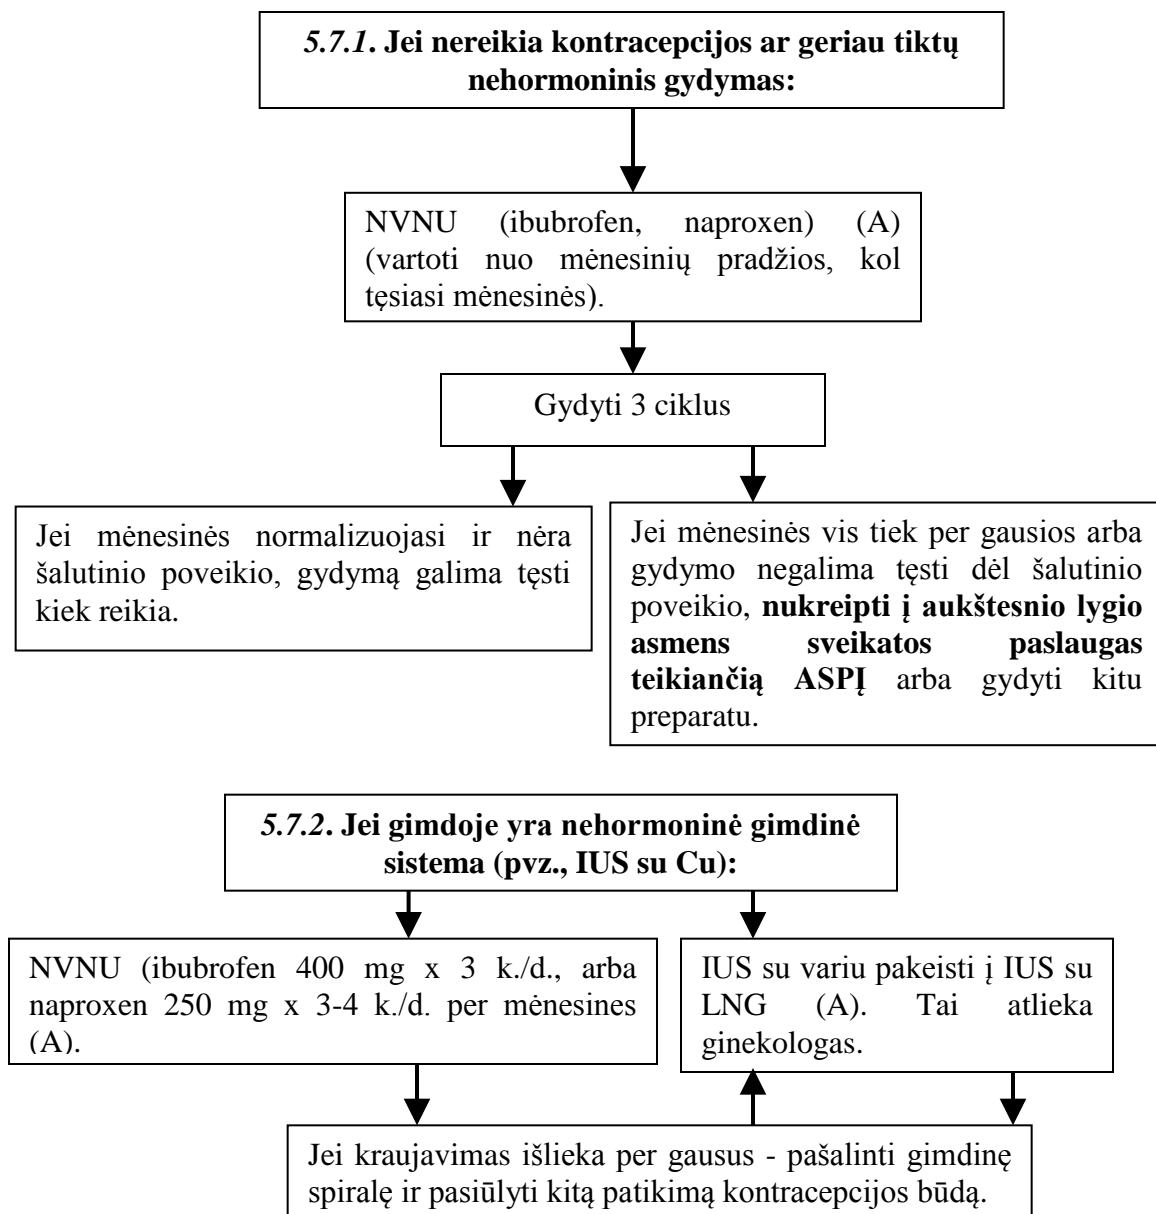 5.7.1. Jei nereikia kontracepcijos ar geriau tiktų
nehormoninis gydymas:
NVNU (ibubrofen, naproxen) (A)
(vartoti nuo mėnesinių pradžios, kol
tęsiasi mėnesinės).
Gydyti 3 ciklus
Jei mėnesinės normalizuojasi ir nėra
šalutinio poveikio, gydymą galima tęsti
kiek reikia.
Jei mėnesinės vis tiek per gausios arba
gydymo negalima tęsti dėl šalutinio
poveikio, nukreipti į aukštesnio lygio
asmens sveikatos paslaugas
teikiančią ASPĮ arba gydyti kitu
preparatu.
5.7.2. Jei gimdoje yra nehormoninė gimdinė
sistema (pvz., IUS su Cu):
NVNU (ibubrofen 400 mg x 3 k./d., arba
naproxen 250 mg x 3-4 k./d. per mėnesines
(A).
IUS su variu pakeisti į IUS su
LNG (A). Tai atlieka
ginekologas.
Jei kraujavimas išlieka per gausus - pašalinti gimdinę
spiralę ir pasiūlyti kitą patikimą kontracepcijos būdą.